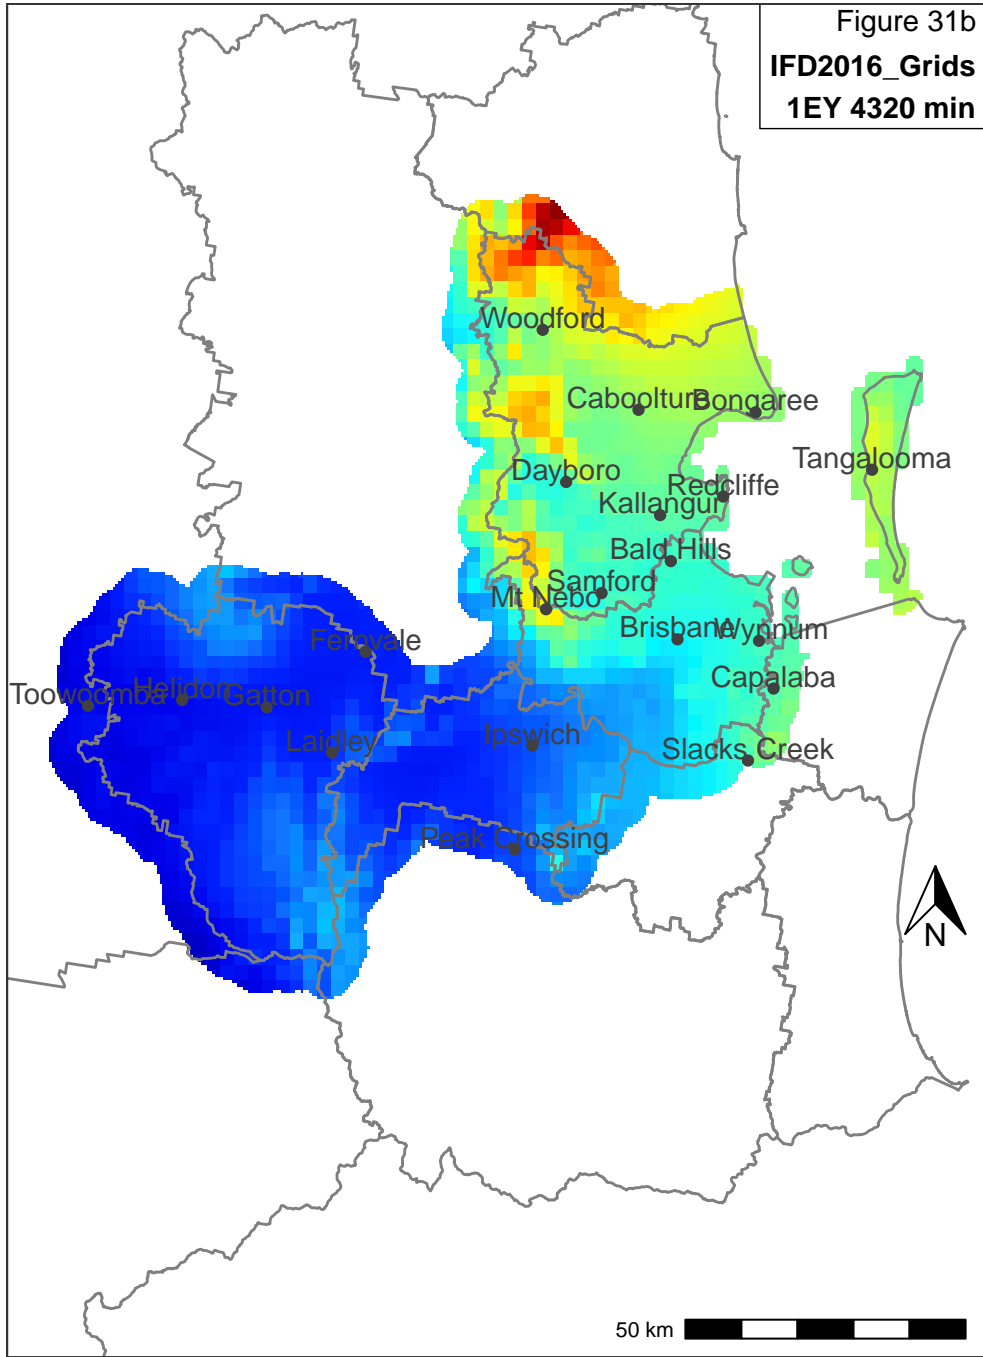 Figure 31b
IFD2016_Grids
1EY 4320 min
Woodford
Caboolture
Bongaree
Tangalooma
Dayboro
Redcliffe
Kallangur
Bald Hills
Samford
Mt Nebo
Brisbane
Wynnum
Fernvale
Capalaba
Toowoomba
Helidon
Gatton
Laidley
Ipswich
Slacks Creek
Peak Crossing
N
50 km